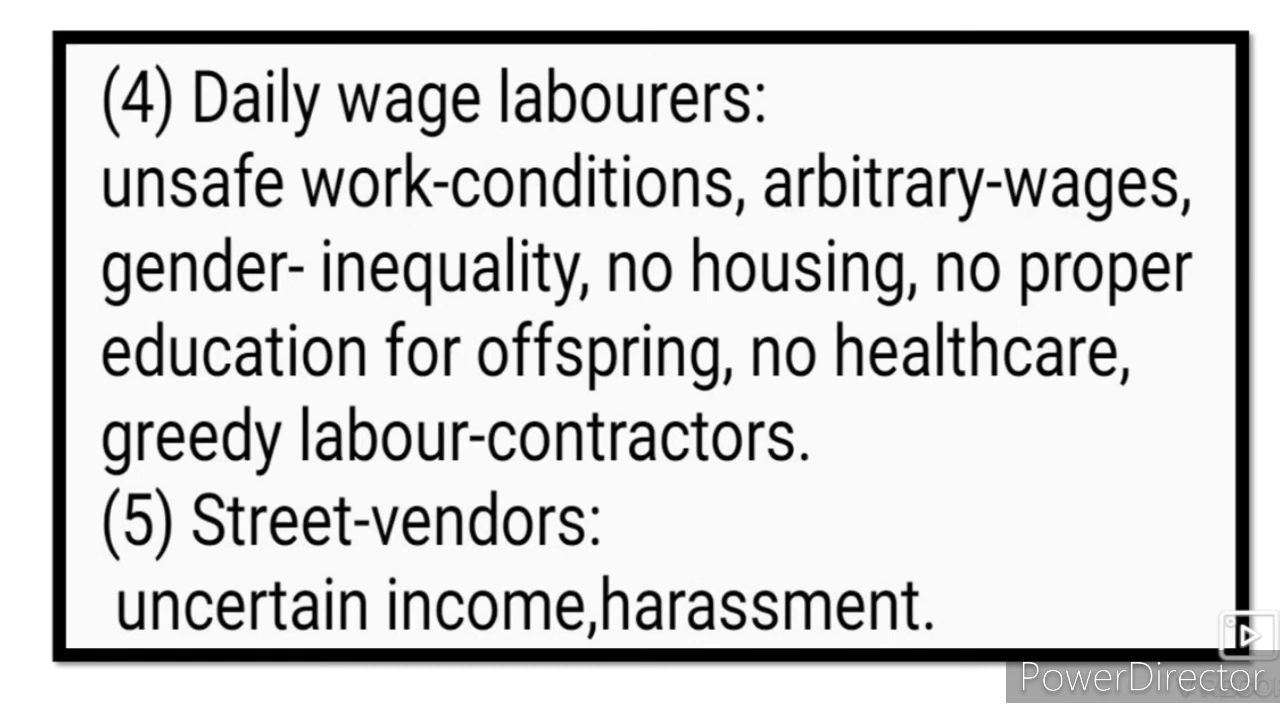 (4) Daily wage labourers:
unsafe work-conditions, arbitrary-wages,
gender- inequality, no housing, no proper
education for offspring, no healthcare,
greedy labour-contractors.
(5) Street-vendors:
uncertain income,harassment.
PowerDirector